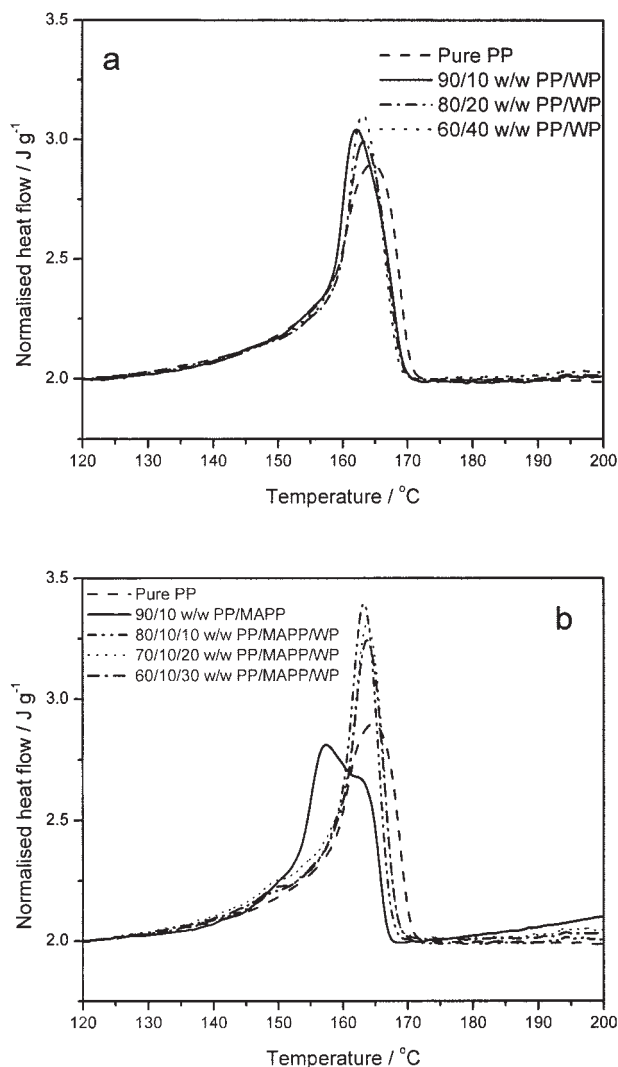 a
Pure PP
90/10 w/w PP/WP
80/20 w/w PP/WP
60/40 w/w PP/WP
Normalised heat flow / J g-1
3.5
3.0
2.5
2.0
120 130 140 150 160 170 180 190 200
Temperature / °C
b
Pure PP
90/10 w/w PP/MAPP
80/10/10 w/w PP/MAPP/WP
70/10/20 w/w PP/MAPP/WP
60/10/30 w/w PP/MAPP/WP
Normalised heat flow / J g-1
3.5
3.0
2.5
2.0
120 130 140 150 160 170 180 190 200
Temperature / °C